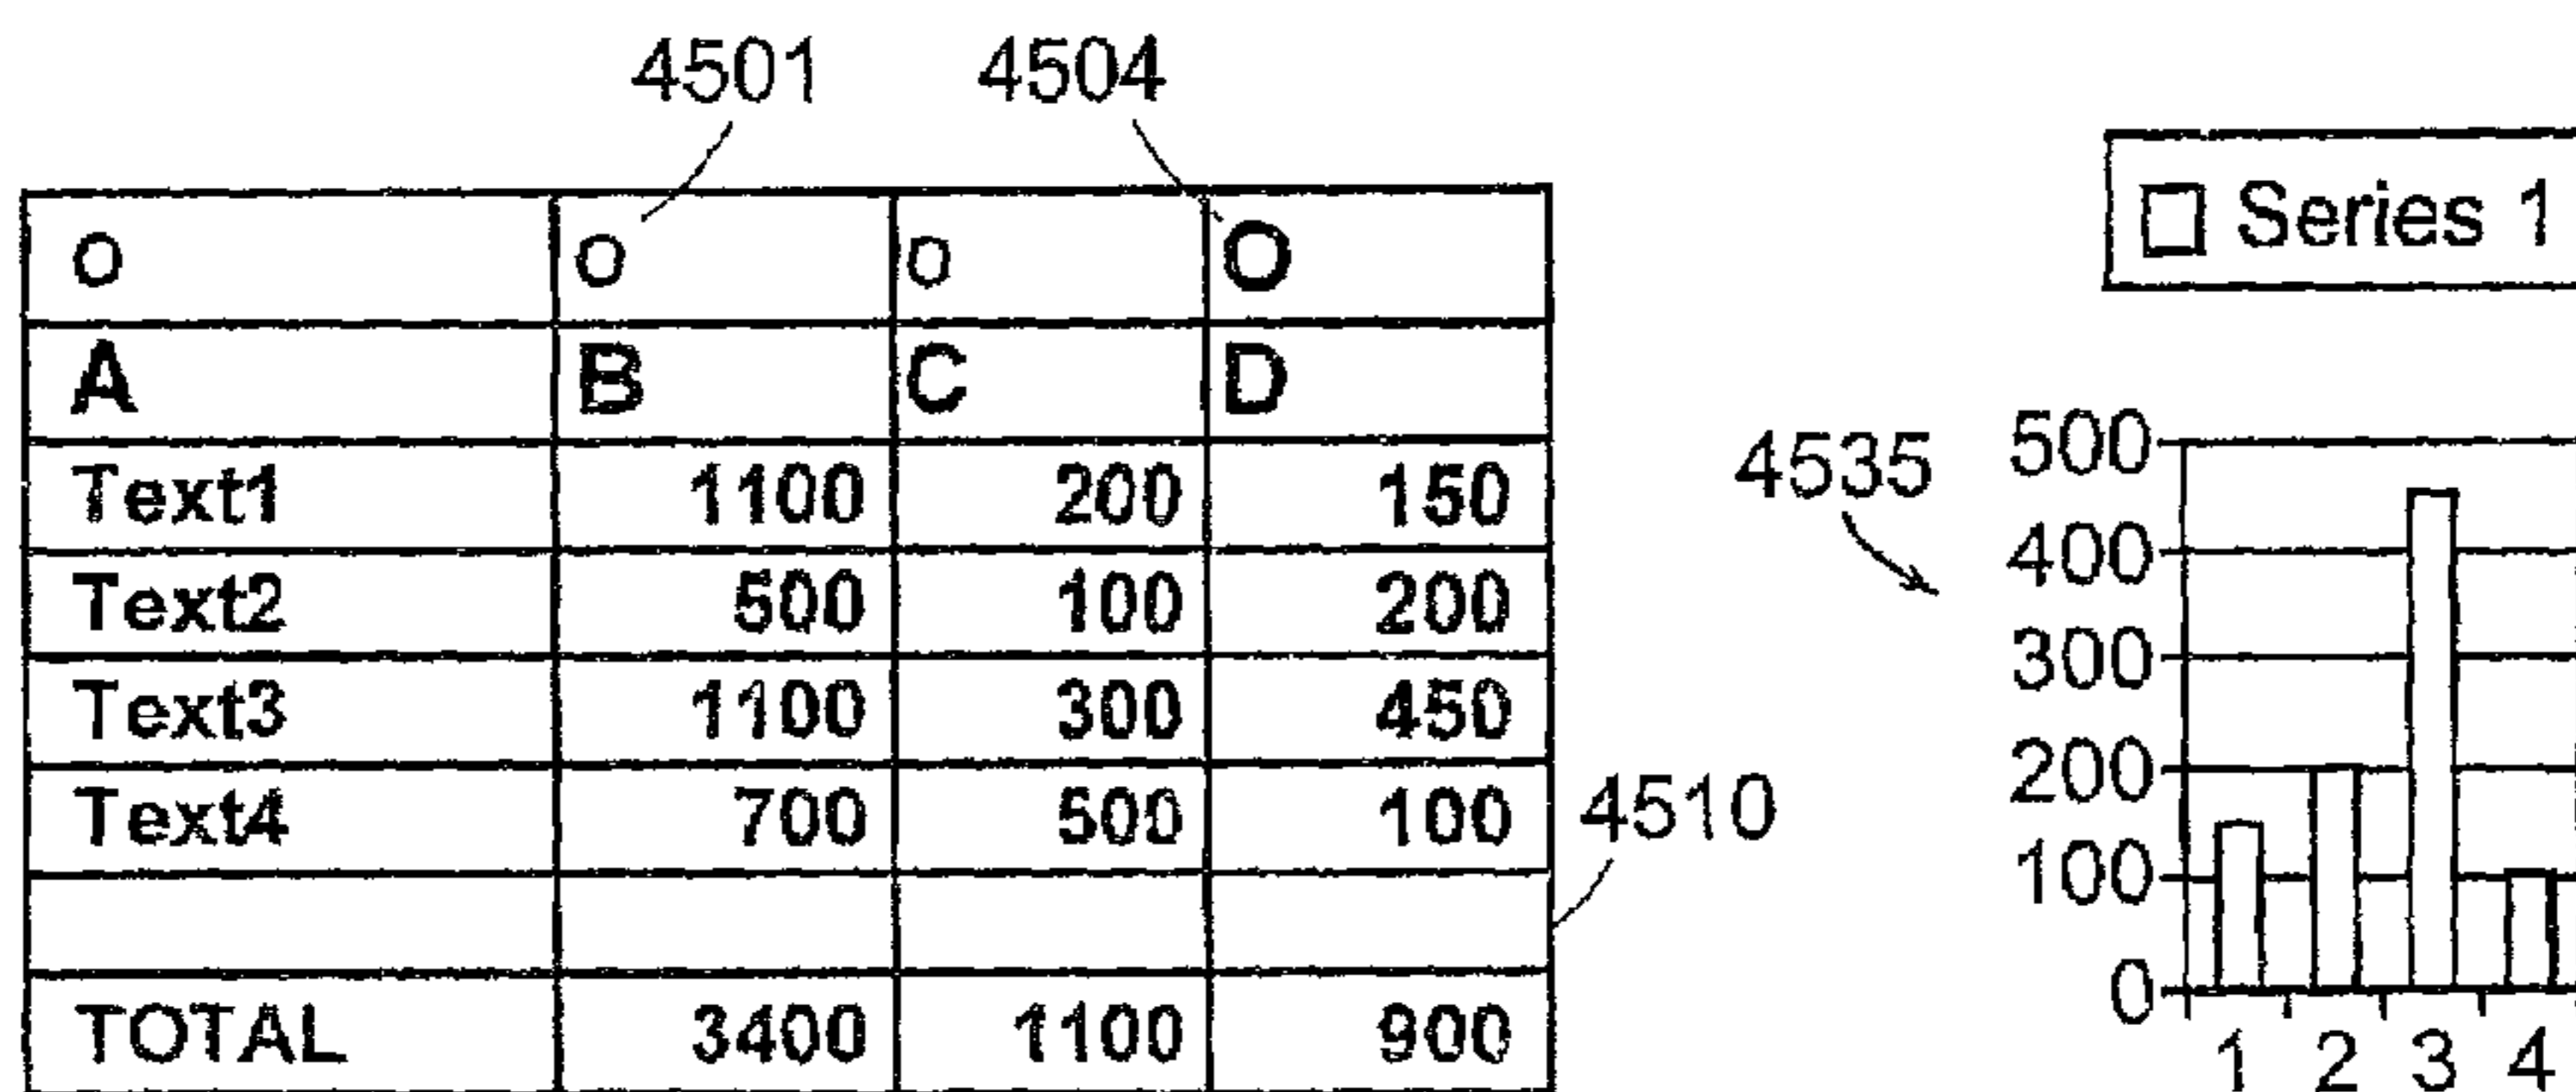 4501 4504
o o o O
A B C D
Text1 1100 200 150
Text2 500 100 200
Text3 1100 300 450
Text4 700 500 100
TOTAL 3400 1100 900
4510
Series 1
4535
500
400
300
200
100
0
1 2 3 4